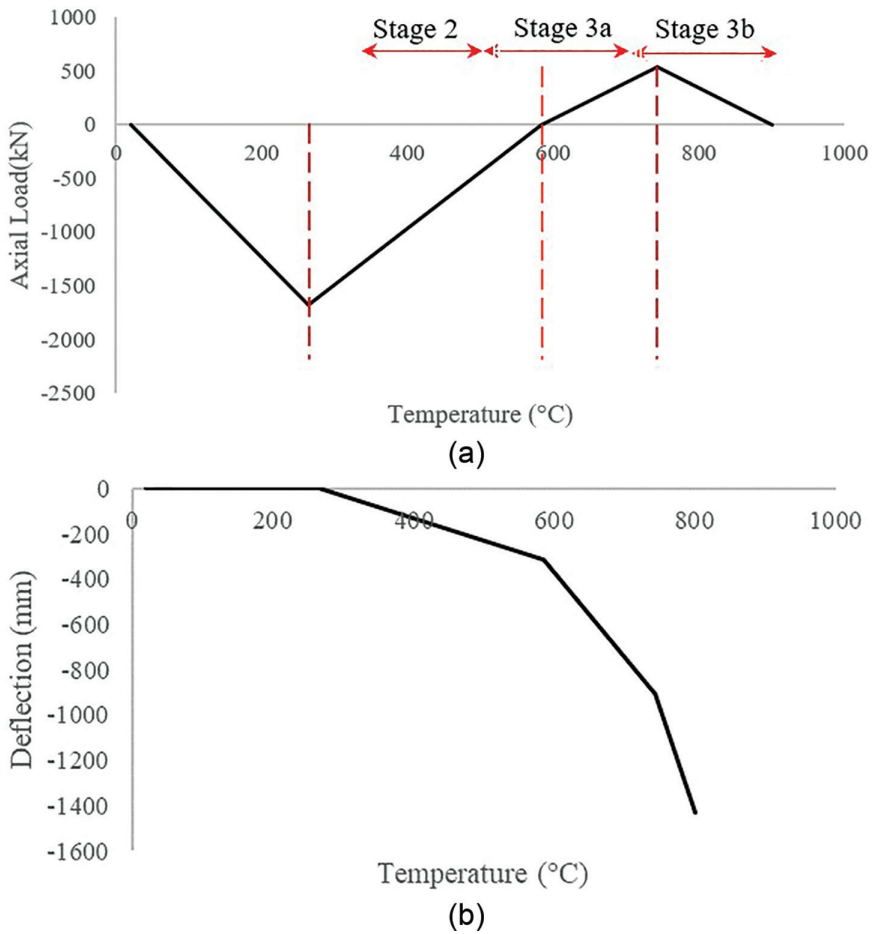 Stage 2 Stage 3a Stage 3b
1000
500
0
-500
-1000
-1500
-2000
-2500
Axial Load(kN)
0 200 400 600 800 1000
Temperature (°C)
(a)
0
-200
-400
-600
-800
-1000
-1200
-1400
-1600
Deflection (mm)
0 200 400 600 800 1000
Temperature (°C)
(b)